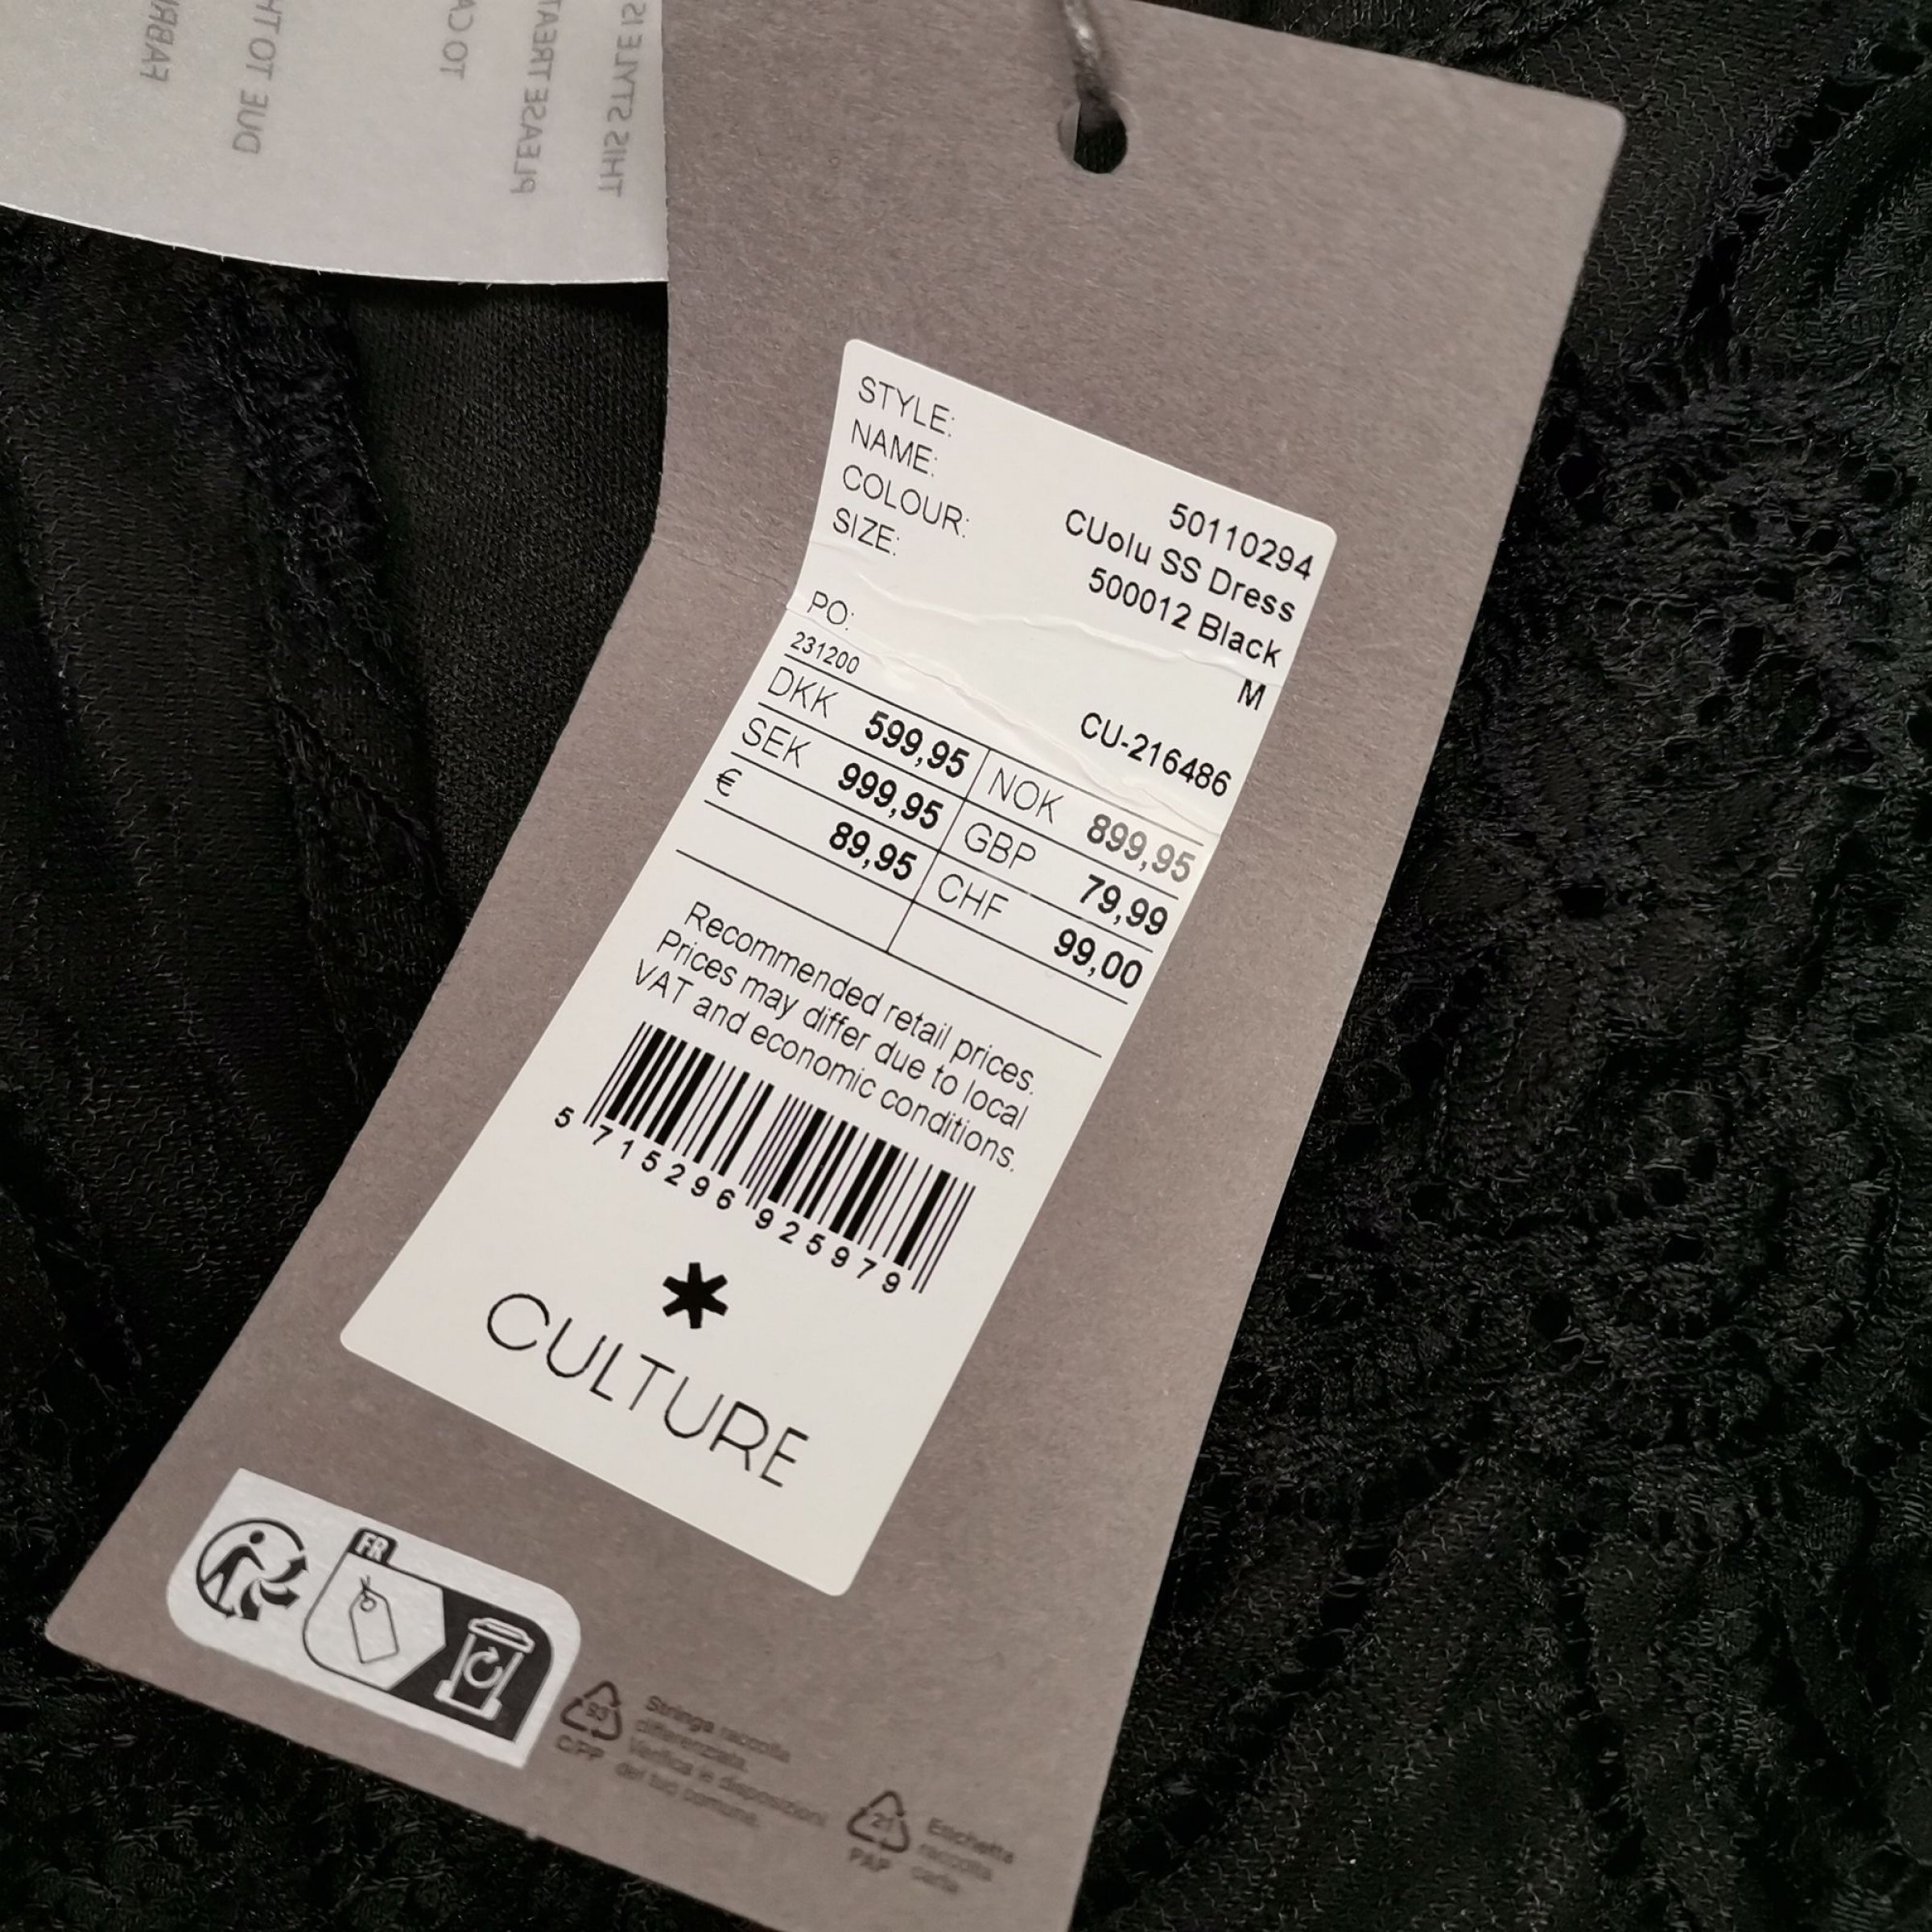 FABRI
DUE TO TH
TO CA
PLEASE TREAT
THIS STYLE IS
STYLE: 50110294
NAME: CUolu SS Dress
COLOUR: 500012 Black
SIZE: M
PO: CU-216486
231200
DKK 599,95 NOK 899,95
SEK 999,95 GBP 79,99
€ 89,95 CHF 99,00
Recommended retail prices.
Prices may differ due to local
VAT and economic conditions.
5 715296 925979
CULTURE
FR
93
C/PP
Stringa raccolta
differenziata.
Verifica le disposizioni
del tuo comune.
21
PAP
Etichetta
raccolta
carta